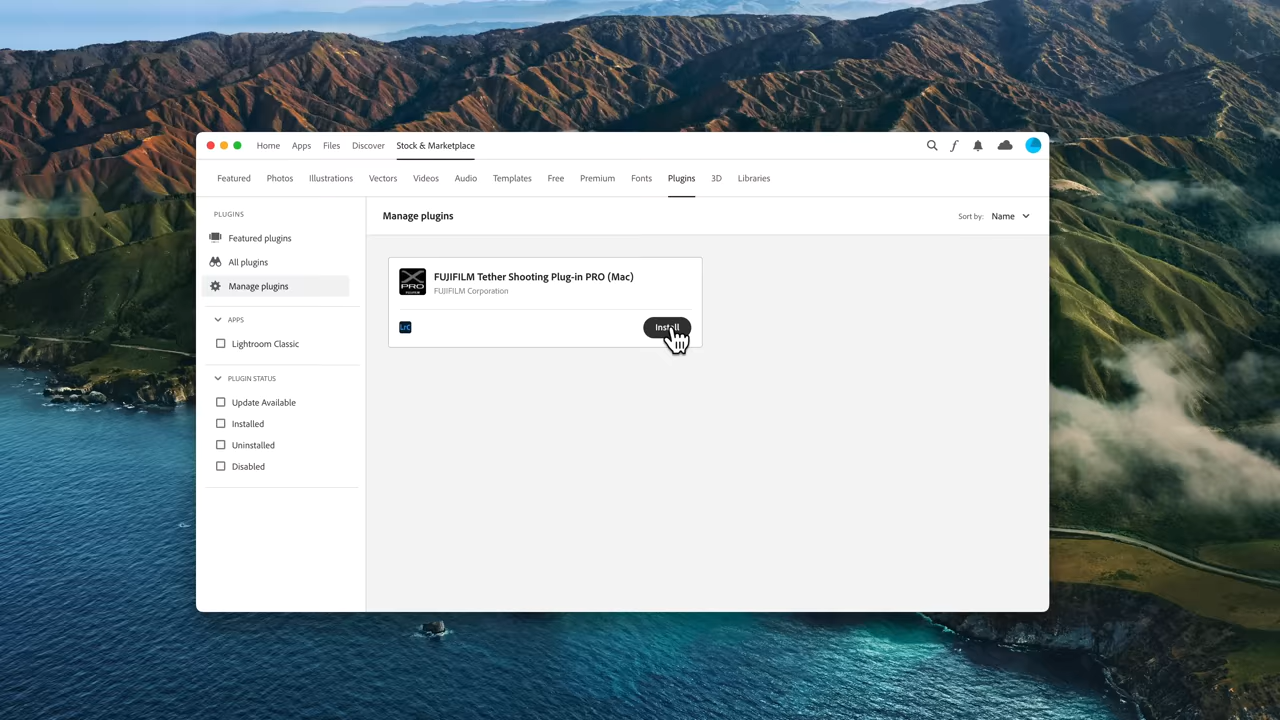 Home Apps Files Discover Stock & Marketplace
Featured Photos Illustrations Vectors Videos Audio Templates Free Premium Fonts Plugins 3D Libraries
PLUGINS
Featured plugins
All plugins
Manage plugins
APPS
Lightroom Classic
PLUGIN STATUS
Update Available
Installed
Uninstalled
Disabled
Manage plugins
Sort by: Name
X
PRO
FUJIFILM Tether Shooting Plug-in PRO (Mac)
FUJIFILM Corporation
LrC
Install